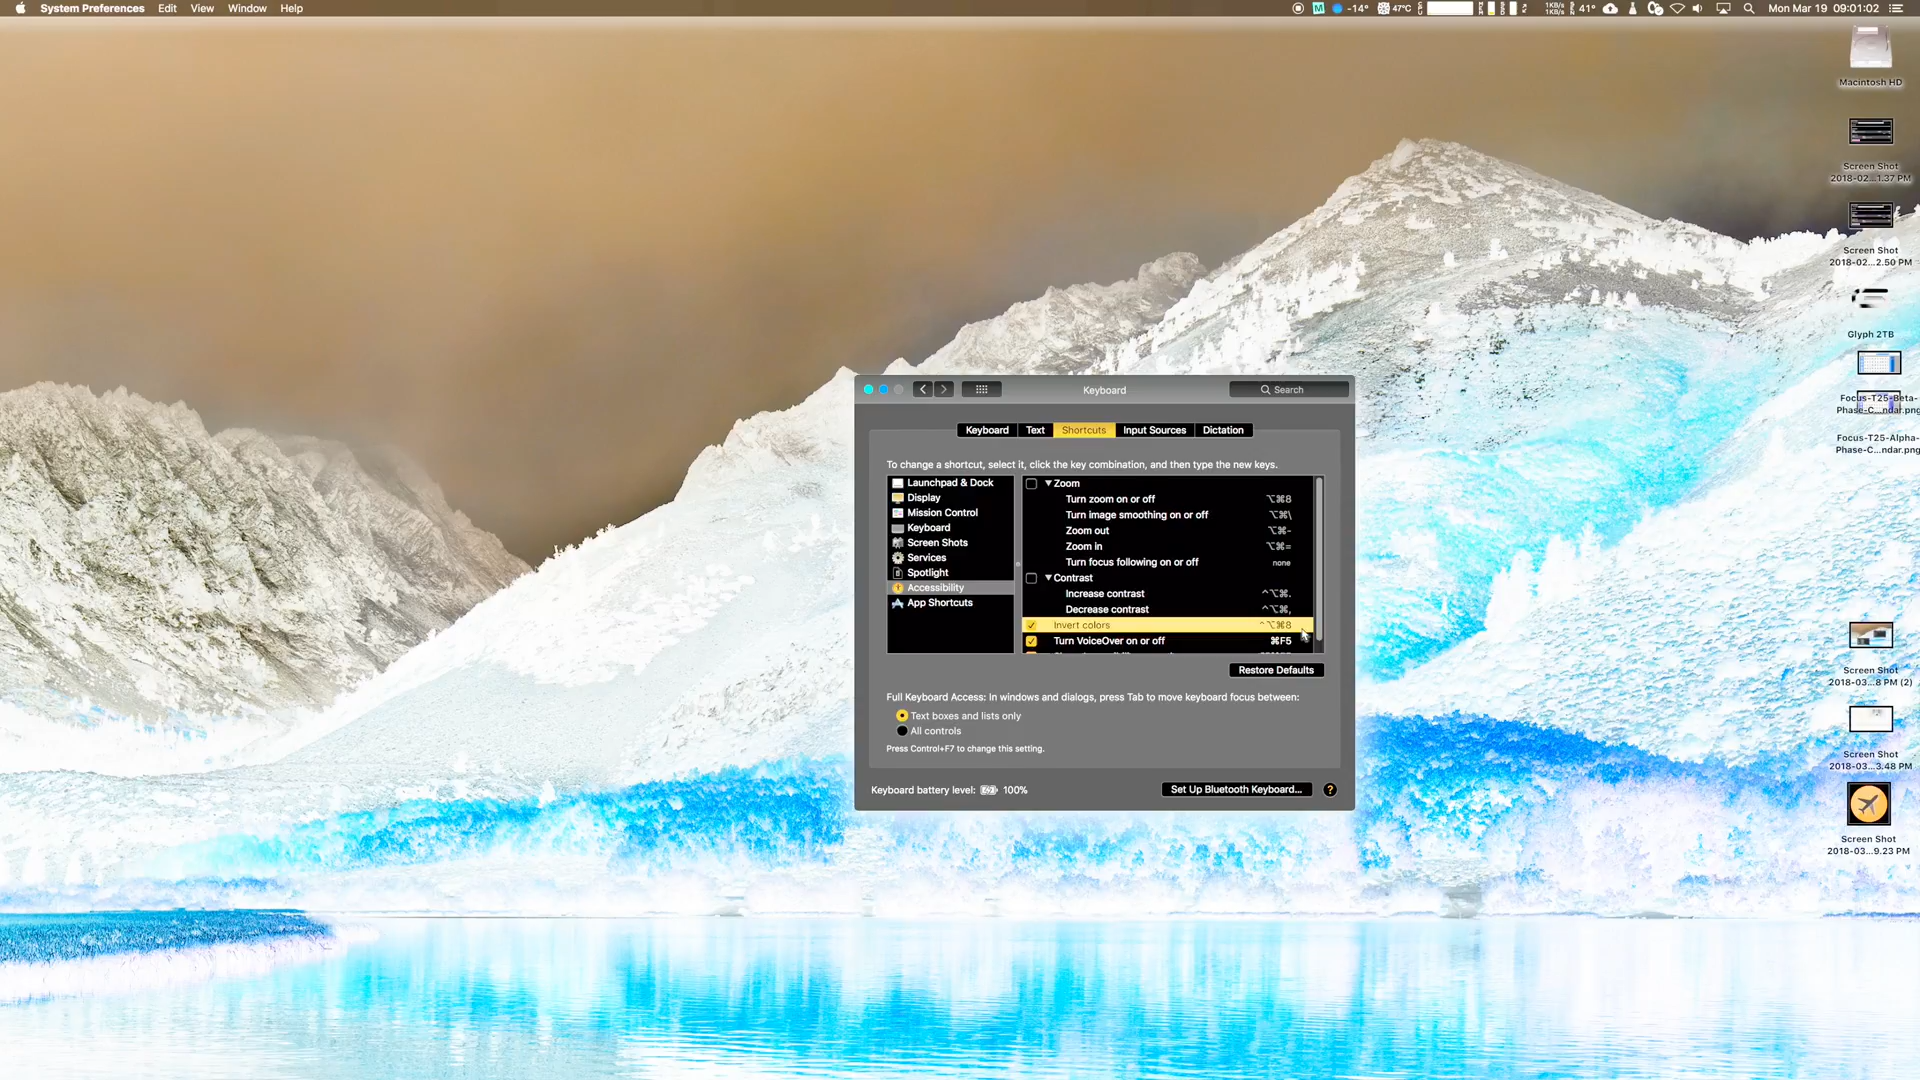 System Preferences Edit View Window Help
-14° 47°C 1KB/s 1KB/s 41° Mon Mar 19 09:01:02
Macintosh HD
Screen Shot
2018-02...1.37 PM
Screen Shot
2018-02...2.50 PM
Glyph 2TB
Focus-T25-Beta-
Phase-C...ndar.png
Focus-T25-Alpha-
Phase-C...ndar.png
Screen Shot
2018-03...8 PM (2)
Screen Shot
2018-03...3.48 PM
Screen Shot
2018-03...9.23 PM
Keyboard
Search
Keyboard Text Shortcuts Input Sources Dictation
To change a shortcut, select it, click the key combination, and then type the new keys.
Launchpad & Dock
Display
Mission Control
Keyboard
Screen Shots
Services
Spotlight
Accessibility
App Shortcuts
Zoom
Turn zoom on or off ⌥⌘8
Turn image smoothing on or off ⌥⌘\
Zoom out ⌥⌘-
Zoom in ⌥⌘=
Turn focus following on or off none
Contrast
Increase contrast ^⌥⌘.
Decrease contrast ^⌥⌘,
Invert colors ^⌥⌘8
Turn VoiceOver on or off ⌘F5
Restore Defaults
Full Keyboard Access: In windows and dialogs, press Tab to move keyboard focus between:
Text boxes and lists only
All controls
Press Control+F7 to change this setting.
Keyboard battery level: 100%
Set Up Bluetooth Keyboard... ?